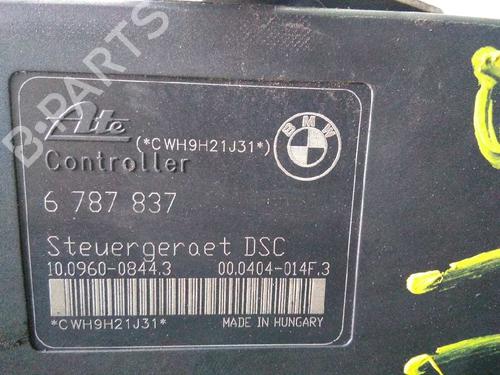 Ate
(*CWH9H21J31*)
BMW
Controller
6 787 837
Steuergeraet DSC
10.0960-0844.3 00.0404-014F.3
*CWH9H21J31* MADE IN HUNGARY
B-PARTS